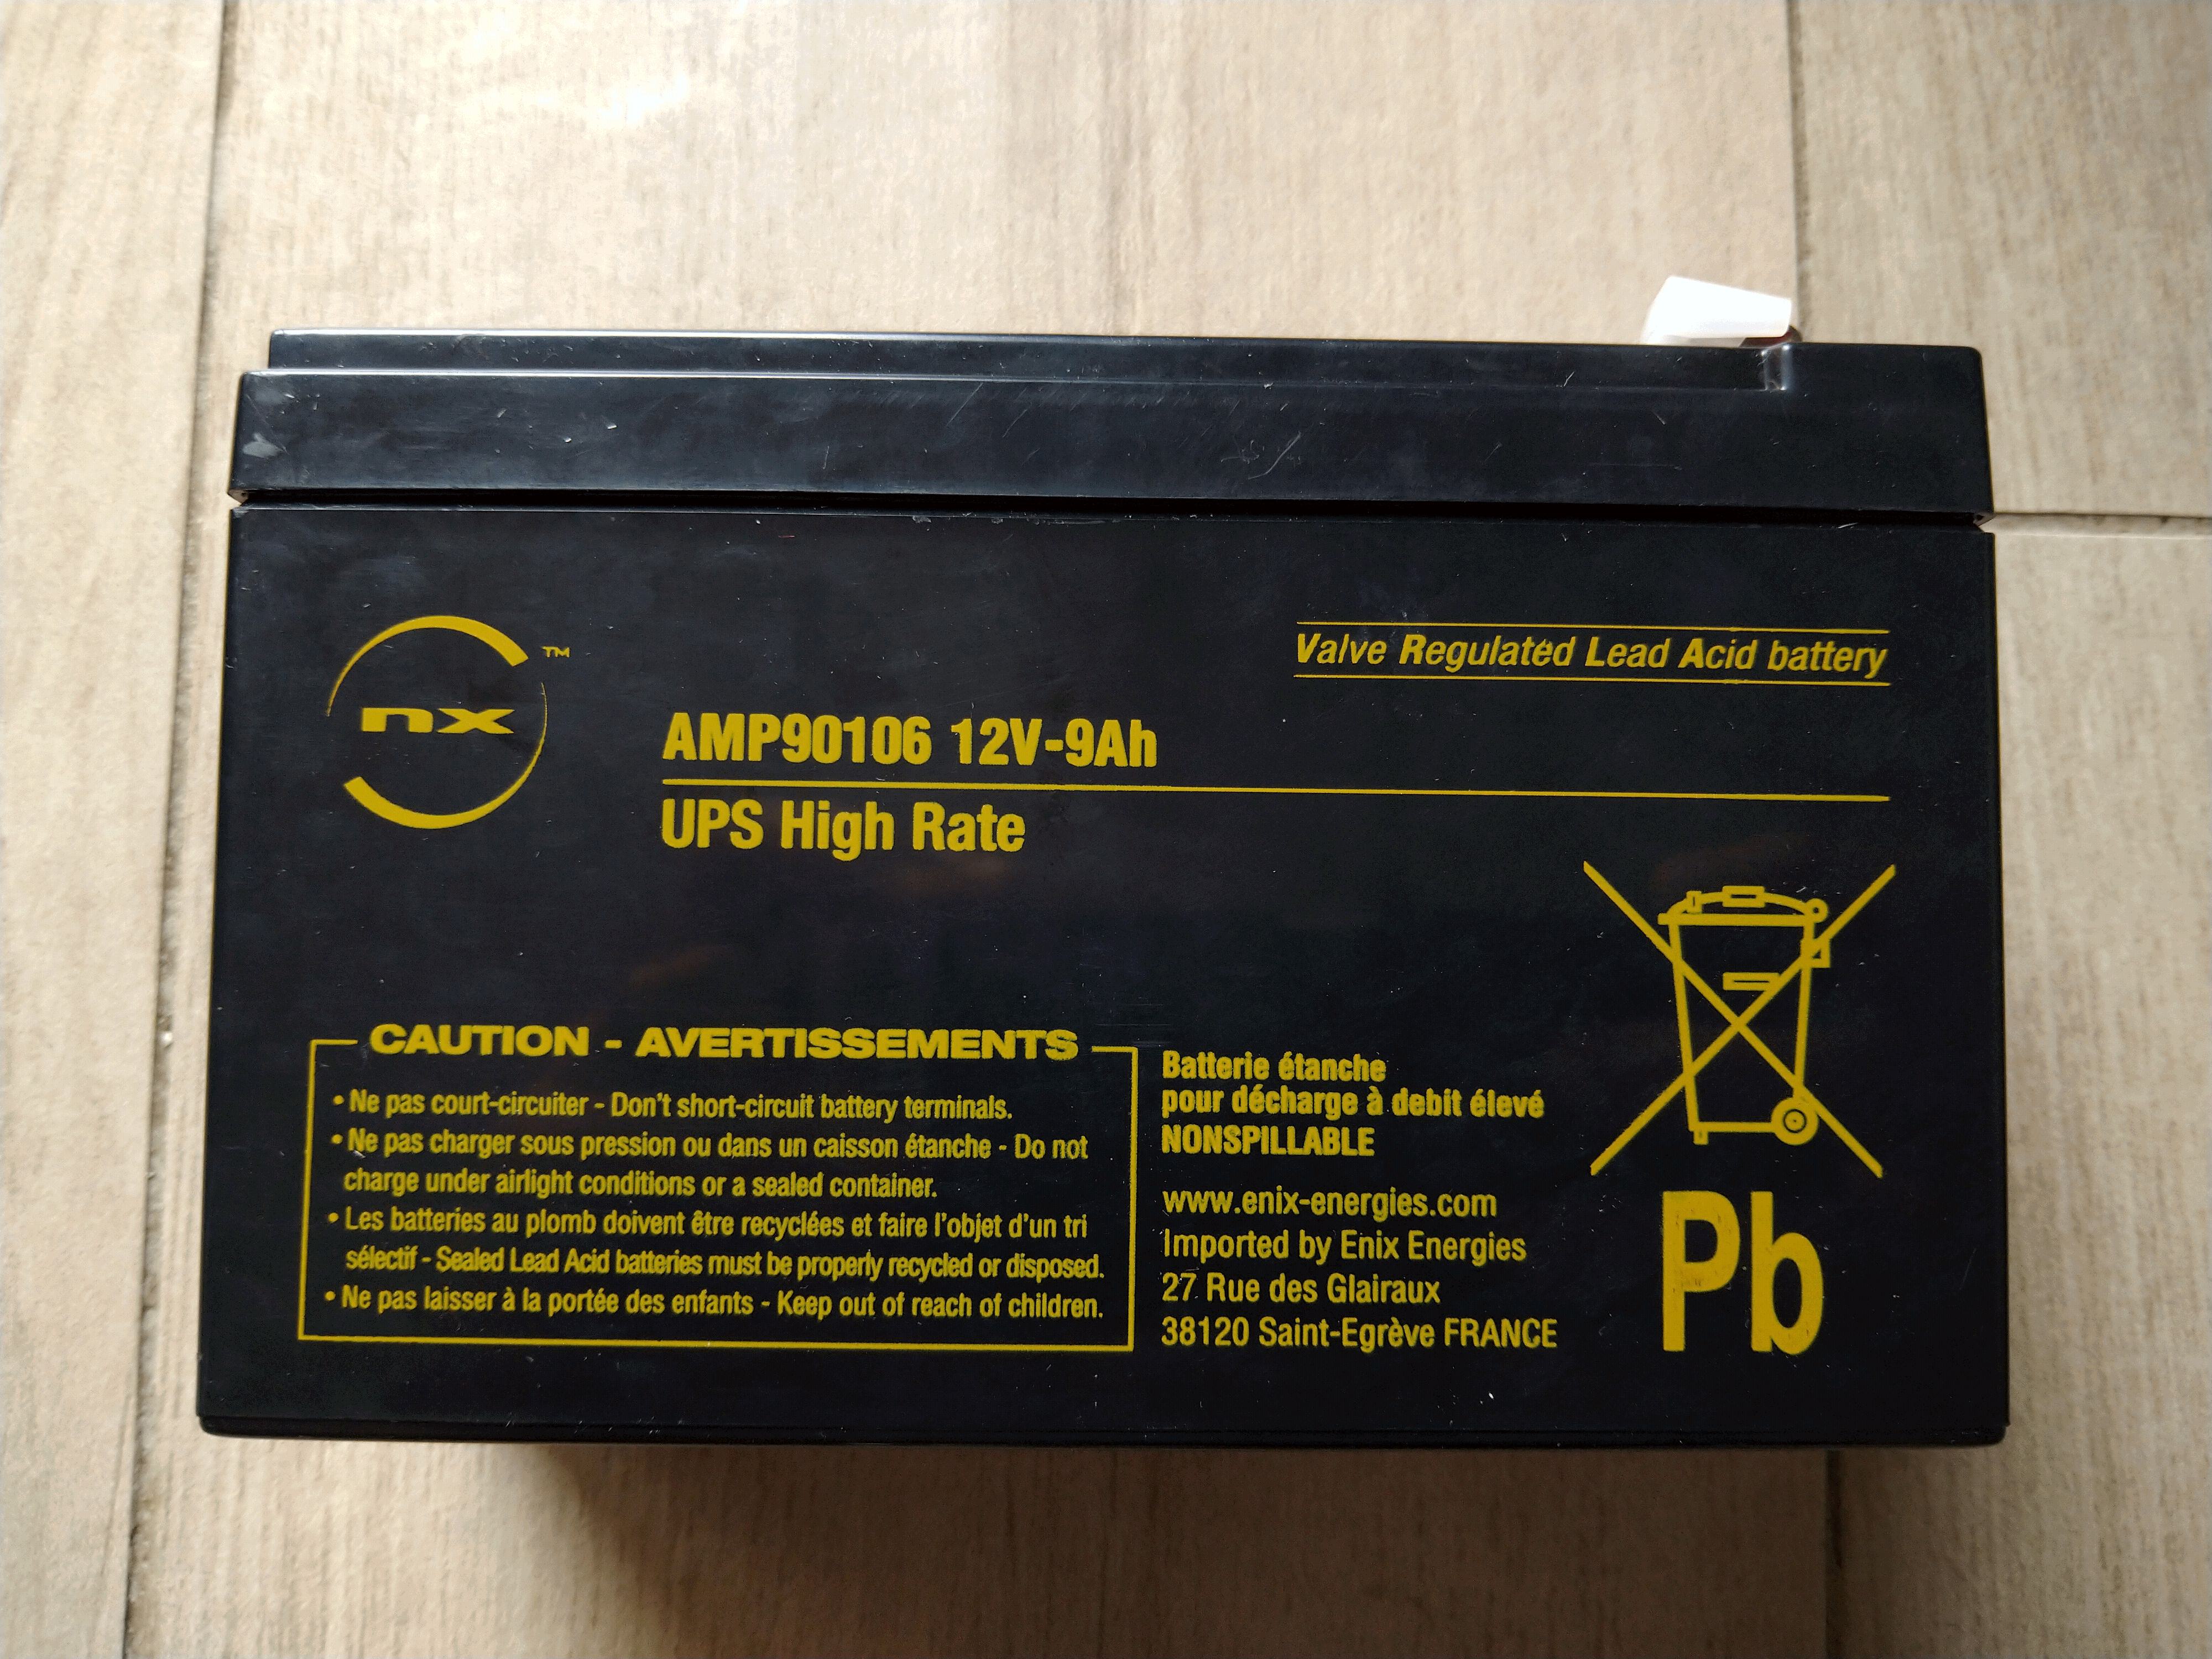 nx™
Valve Regulated Lead Acid battery
AMP90106 12V-9Ah
UPS High Rate
CAUTION - AVERTISSEMENTS
• Ne pas court-circuiter - Don't short-circuit battery terminals.
• Ne pas charger sous pression ou dans un caisson étanche - Do not
charge under airlight conditions or a sealed container.
• Les batteries au plomb doivent être recyclées et faire l'objet d'un tri
sélectif - Sealed Lead Acid batteries must be properly recycled or disposed.
• Ne pas laisser à la portée des enfants - Keep out of reach of children.
Batterie étanche
pour décharge à debit élevé
NONSPILLABLE
www.enix-energies.com
Imported by Enix Energies
27 Rue des Glairaux
38120 Saint-Egrève FRANCE
Pb